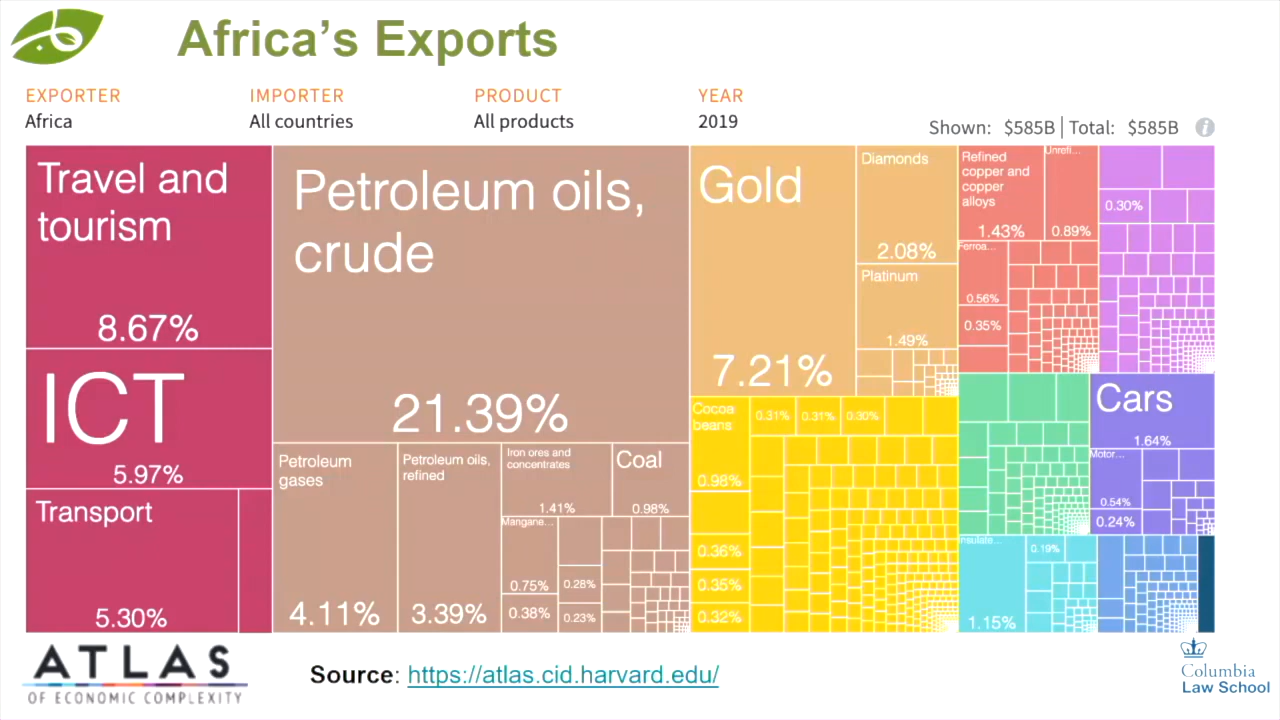 Africa's Exports
EXPORTER
Africa
IMPORTER
All countries
PRODUCT
All products
YEAR
2019
Shown: $585B | Total: $585B
Travel and
tourism
8.67%
ICT
5.97%
Transport
5.30%
Petroleum oils,
crude
21.39%
Petroleum
gases
4.11%
Petroleum oils,
refined
3.39%
Iron ores and
concentrates
1.41%
Coal
0.98%
Mangane...
0.75%
0.38%
0.28%
0.23%
Gold
7.21%
Diamonds
2.08%
Platinum
1.49%
Cocoa
beans
0.98%
0.36%
0.35%
0.32%
0.31%
0.31%
0.30%
Refined
copper and
copper
alloys
1.43%
Unrefi...
0.89%
Ferroa...
0.56%
0.35%
0.30%
Cars
1.64%
Motor...
0.54%
0.24%
Insulate...
1.15%
0.19%
ATLAS
OF ECONOMIC COMPLEXITY
Source: https://atlas.cid.harvard.edu/
Columbia
Law School